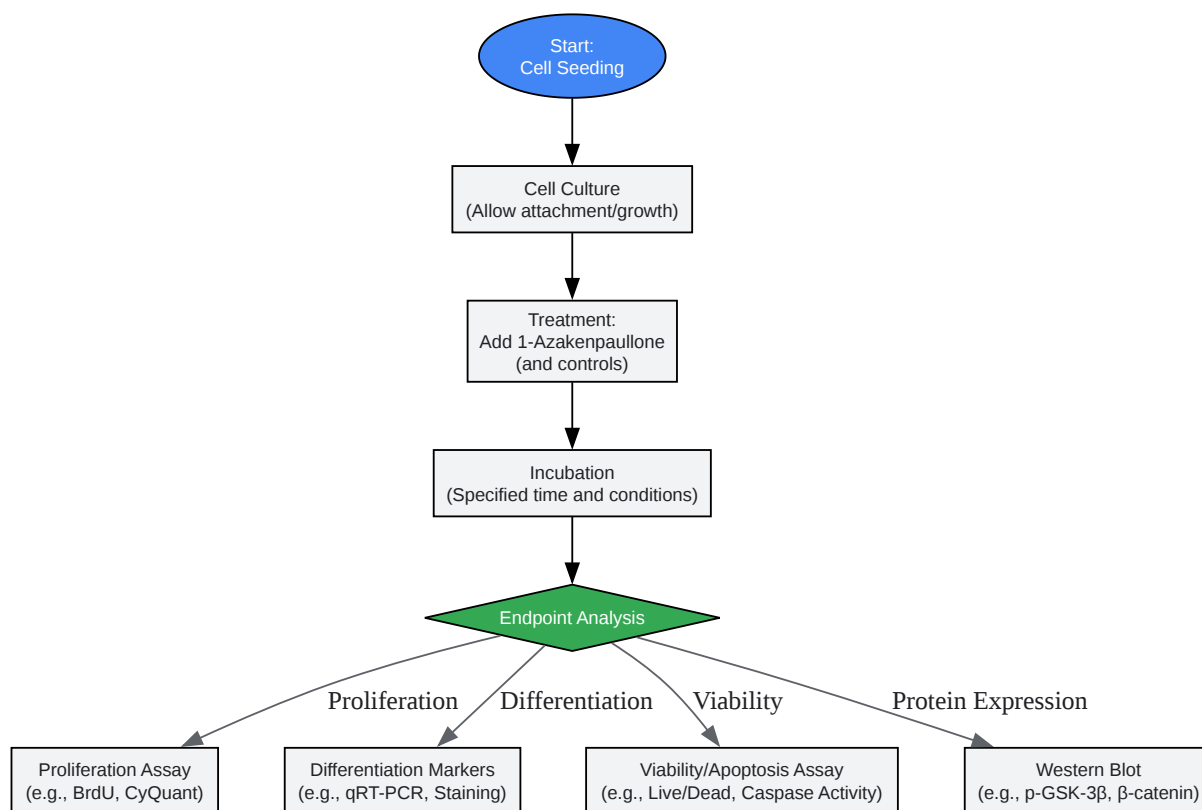 Start:
Cell Seeding
Cell Culture
(Allow attachment/growth)
Treatment:
Add 1-Azakenpaullone
(and controls)
Incubation
(Specified time and conditions)
Endpoint Analysis
Proliferation
Differentiation
Viability
Protein Expression
Proliferation Assay
(e.g., BrdU, CyQuant)
Differentiation Markers
(e.g., qRT-PCR, Staining)
Viability/Apoptosis Assay
(e.g., Live/Dead, Caspase Activity)
Western Blot
(e.g., p-GSK-3β, β-catenin)